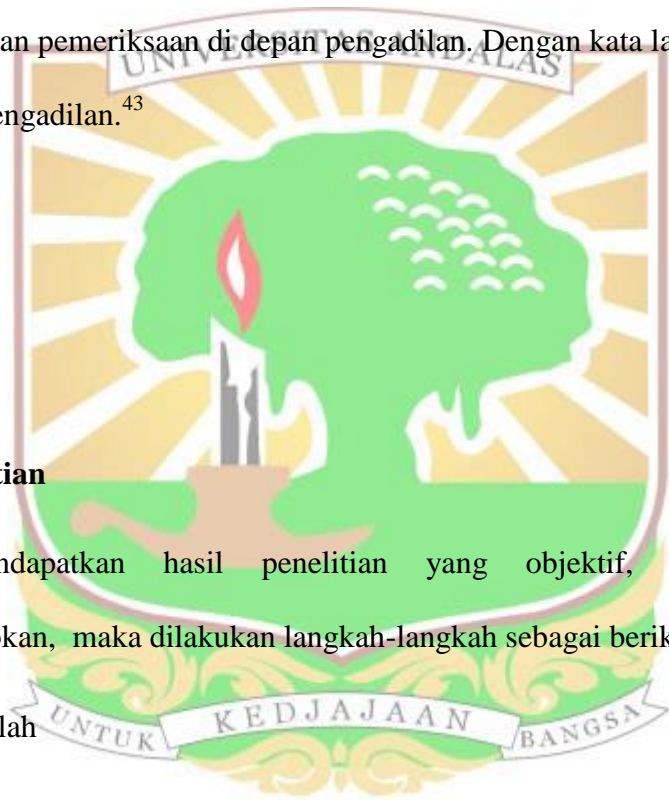 an pemeriksaan di depan pengadilan. Dengan kata la
UNIVERSITAS ANDALAS
engadilan.43
tian
ndapatkan hasil penelitian yang objektif,
okan, maka dilakukan langkah-langkah sebagai berik
lah
UNTUK KEDJAJAAN BANGSA